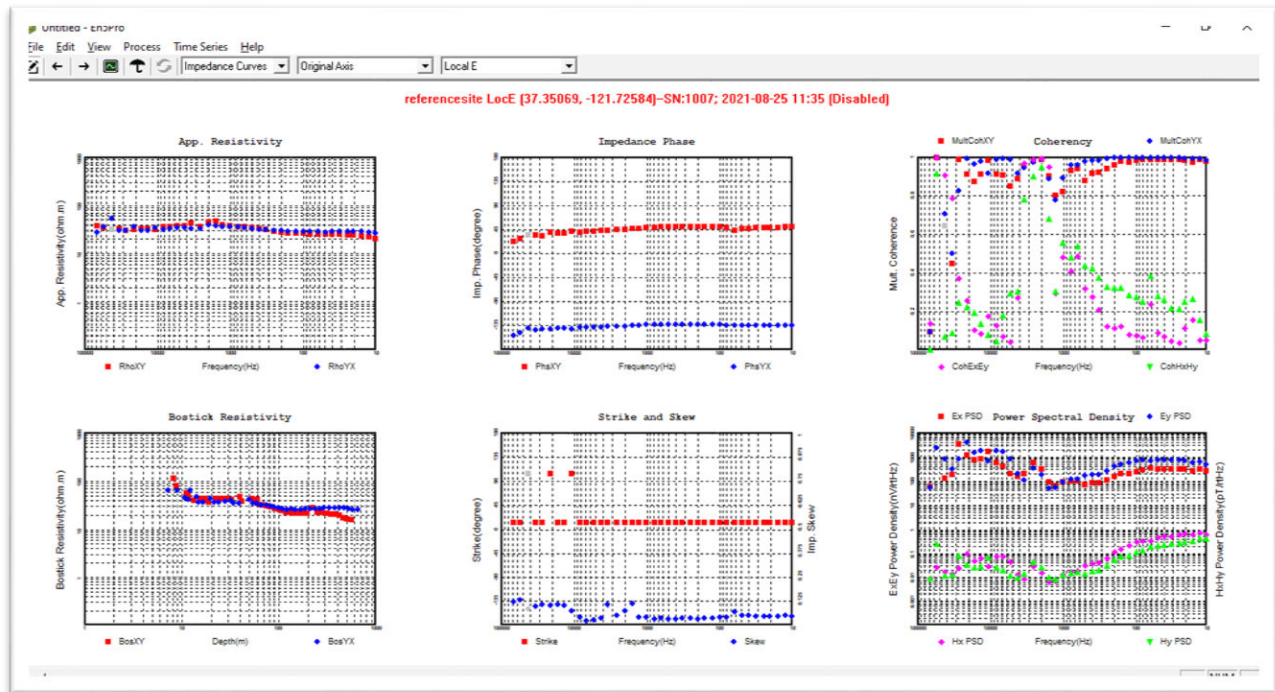 Untitled - En5Pro
File Edit View Process Time Series Help
Impedance Curves Original Axis Local E
referencesite LocE (37.35069, -121.72584)--SN:1007; 2021-08-25 11:35 (Disabled)
App. Resistivity
App. Resistivity(ohm m)
RhoXY Frequency(Hz) RhoYX
Impedance Phase
Imp. Phase(degree)
PhsXY Frequency(Hz) PhsYX
MultCohXY Coherency MultCohYX
Mult. Coherence
CohExEy Frequency(Hz) CohHxHy
Bostick Resistivity
Bostick Resistivity(ohm m)
BosXY Depth(m) BosYX
Strike and Skew
Strike(degree)
Imp. Skew
Strike Frequency(Hz) Skew
Ex PSD Power Spectral Density Ey PSD
ExEy Power Density(nV/rtHz)
HxHy Power Density(pT/rtHz)
Hx PSD Frequency(Hz) Hy PSD